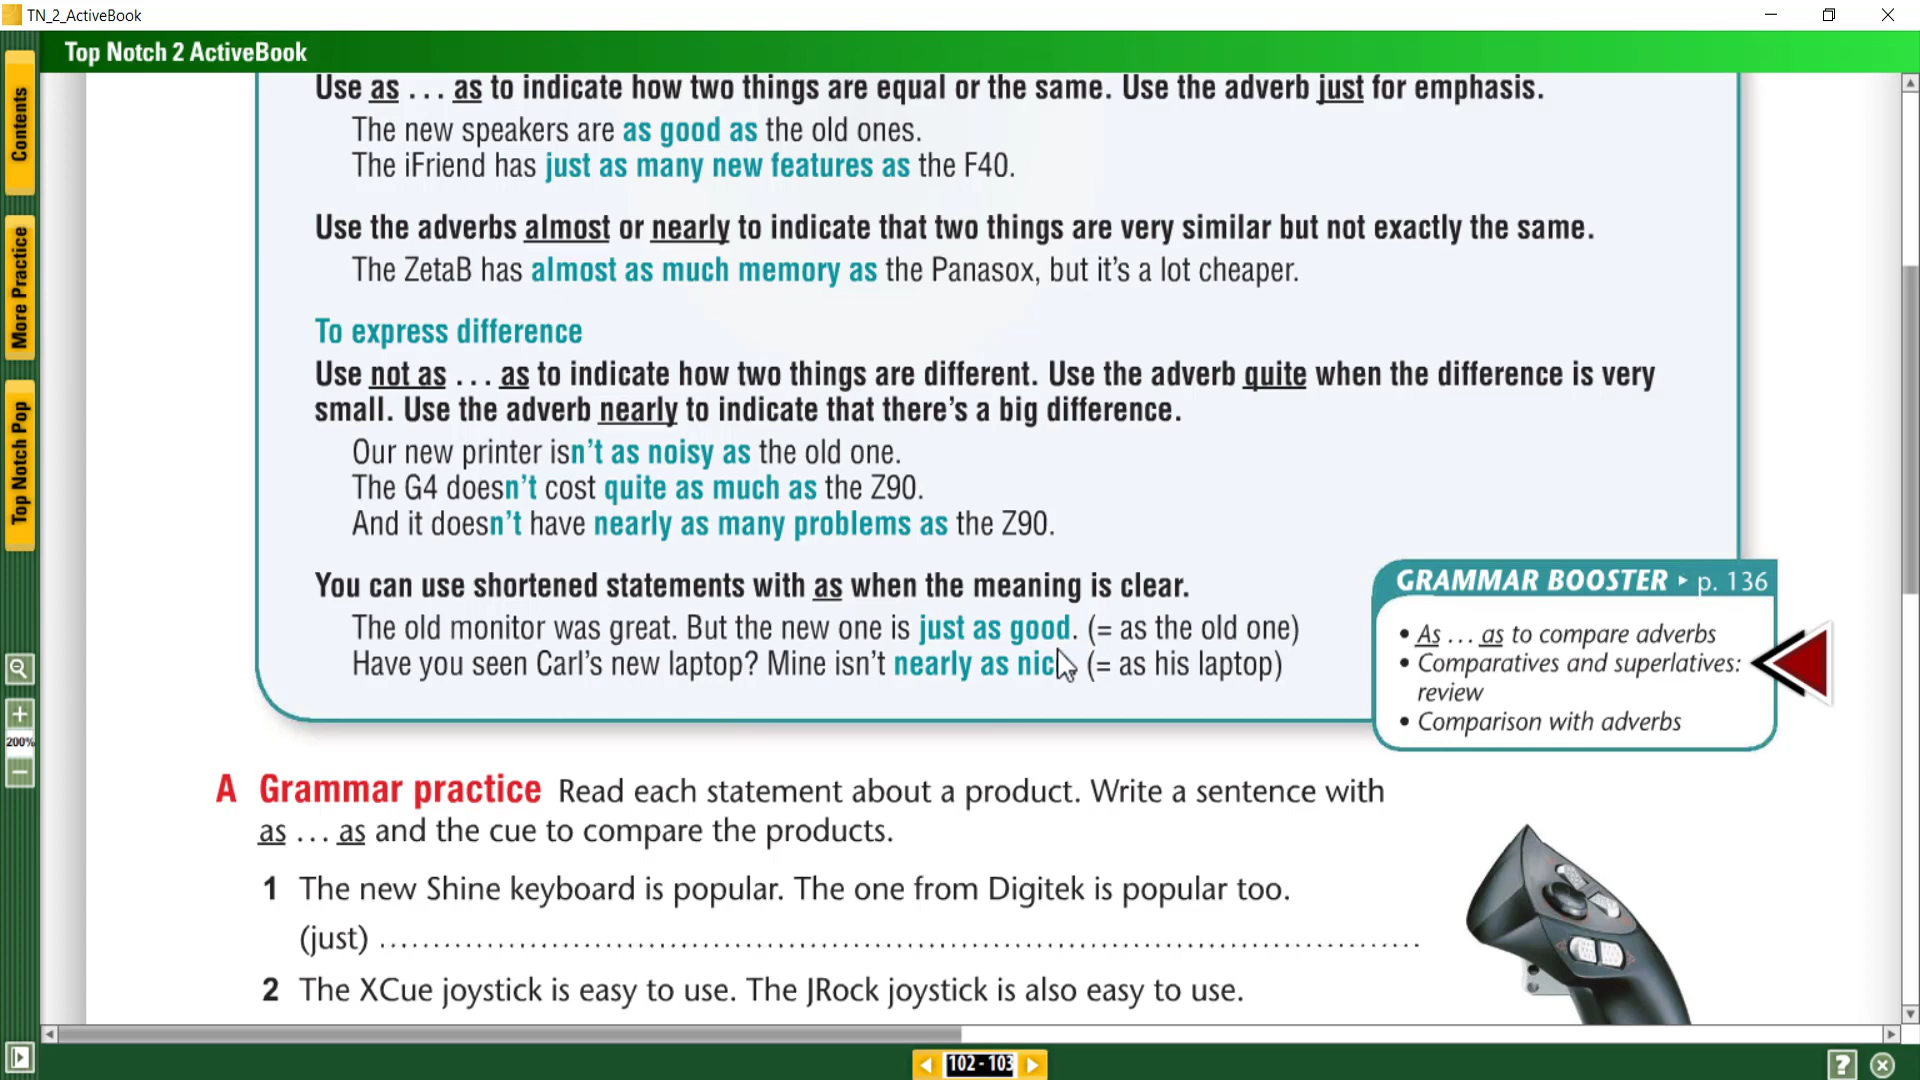 TN_2_ActiveBook
Top Notch 2 ActiveBook
Contents
More Practice
Top Notch Pop
200%
Use as . . . as to indicate how two things are equal or the same. Use the adverb just for emphasis.
The new speakers are as good as the old ones.
The iFriend has just as many new features as the F40.
Use the adverbs almost or nearly to indicate that two things are very similar but not exactly the same.
The ZetaB has almost as much memory as the Panasox, but it's a lot cheaper.
To express difference
Use not as . . . as to indicate how two things are different. Use the adverb quite when the difference is very
small. Use the adverb nearly to indicate that there's a big difference.
Our new printer isn't as noisy as the old one.
The G4 doesn't cost quite as much as the Z90.
And it doesn't have nearly as many problems as the Z90.
You can use shortened statements with as when the meaning is clear.
The old monitor was great. But the new one is just as good. (= as the old one)
Have you seen Carl's new laptop? Mine isn't nearly as nic (= as his laptop)
GRAMMAR BOOSTER ▸ p. 136
• As . . . as to compare adverbs
• Comparatives and superlatives:
review
• Comparison with adverbs
A Grammar practice Read each statement about a product. Write a sentence with
as . . . as and the cue to compare the products.
1 The new Shine keyboard is popular. The one from Digitek is popular too.
(just) ........................................................................
2 The XCue joystick is easy to use. The JRock joystick is also easy to use.
102 - 103
?